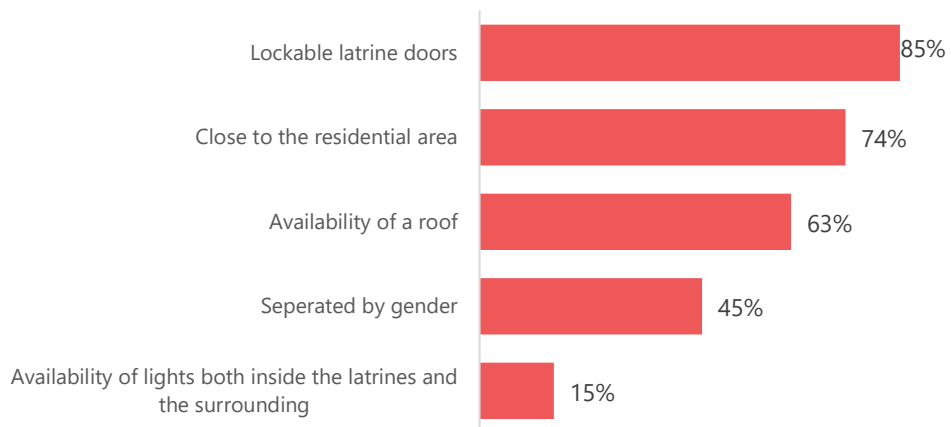 Lockable latrine doors
85%
Close to the residential area
74%
Availability of a roof
63%
Seperated by gender
45%
Availability of lights both inside the latrines and
the surrounding
15%